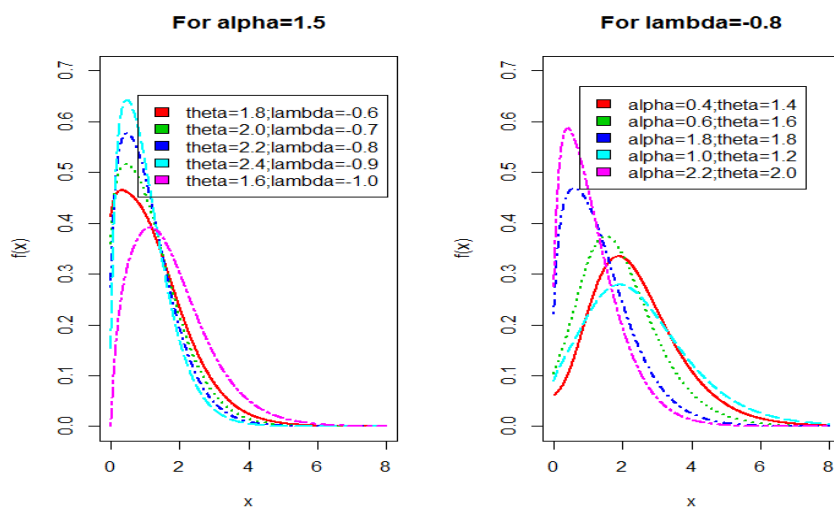 For alpha=1.5
0.7
0.6
0.5
0.4
0.3
0.2
0.1
0.0
f(x)
theta=1.8;lambda=-0.6
theta=2.0;lambda=-0.7
theta=2.2;lambda=-0.8
theta=2.4;lambda=-0.9
theta=1.6;lambda=-1.0
0 2 4 6 8
x
For lambda=-0.8
0.7
0.6
0.5
0.4
0.3
0.2
0.1
0.0
f(x)
alpha=0.4;theta=1.4
alpha=0.6;theta=1.6
alpha=1.8;theta=1.8
alpha=1.0;theta=1.2
alpha=2.2;theta=2.0
0 2 4 6 8
x